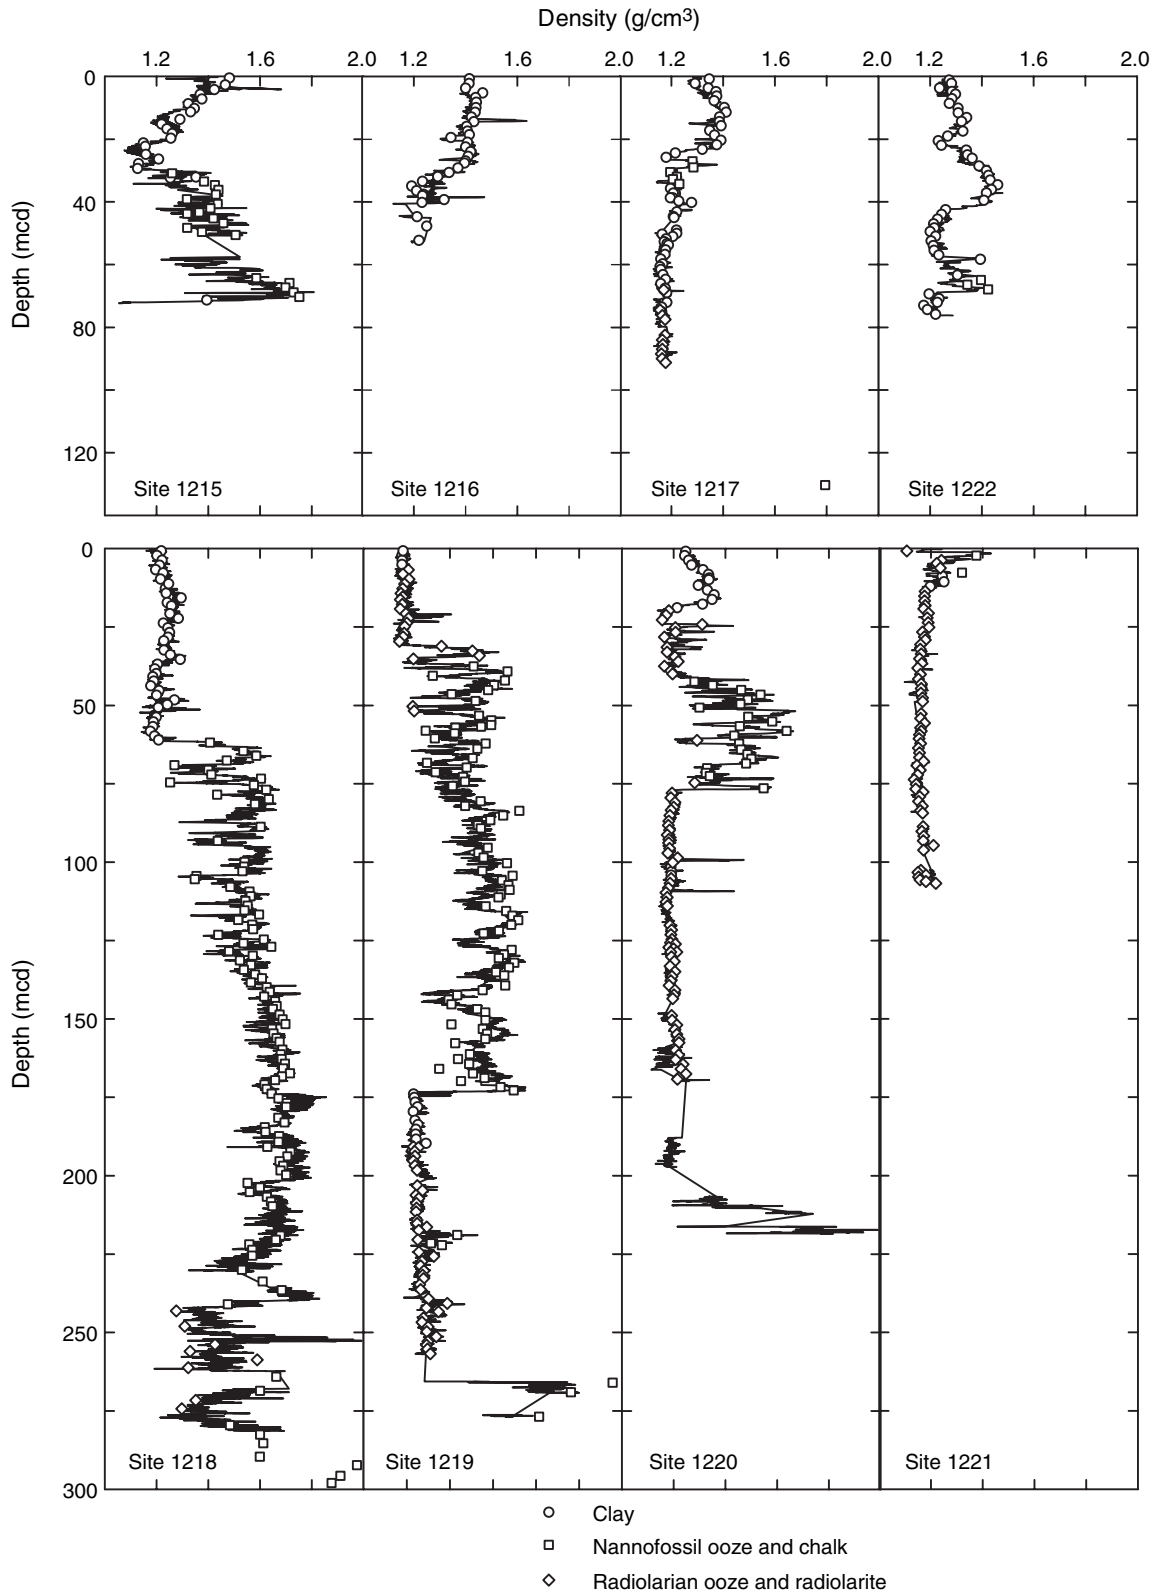 Density (g/cm3)
1.2 1.6 2.0 1.2 1.6 2.0 1.2 1.6 2.0 1.2 1.6 2.0
0
40
80
120
Depth (mcd)
Site 1215 Site 1216 Site 1217 Site 1222
0
50
100
150
200
250
300
Depth (mcd)
Site 1218 Site 1219 Site 1220 Site 1221
Clay
Nannofossil ooze and chalk
Radiolarian ooze and radiolarite